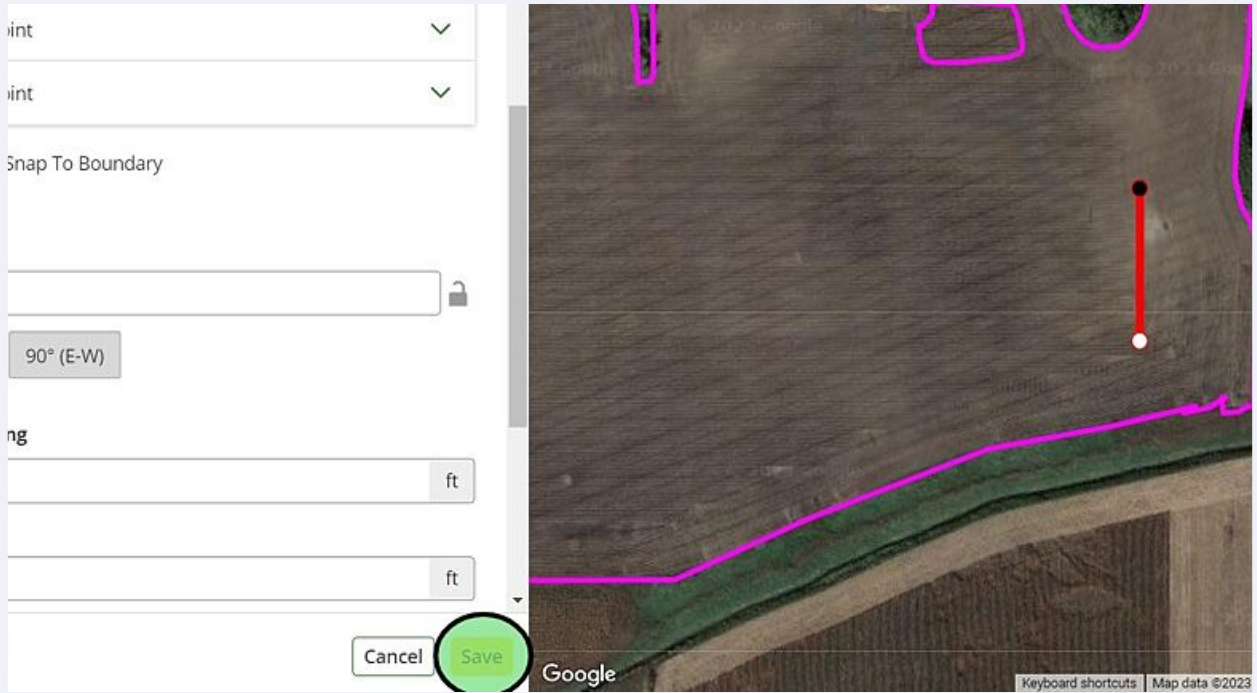 oint
oint
Snap To Boundary
90° (E-W)
ng
ft
ft
Cancel
Save
Google
Keyboard shortcuts
Map data ©2023